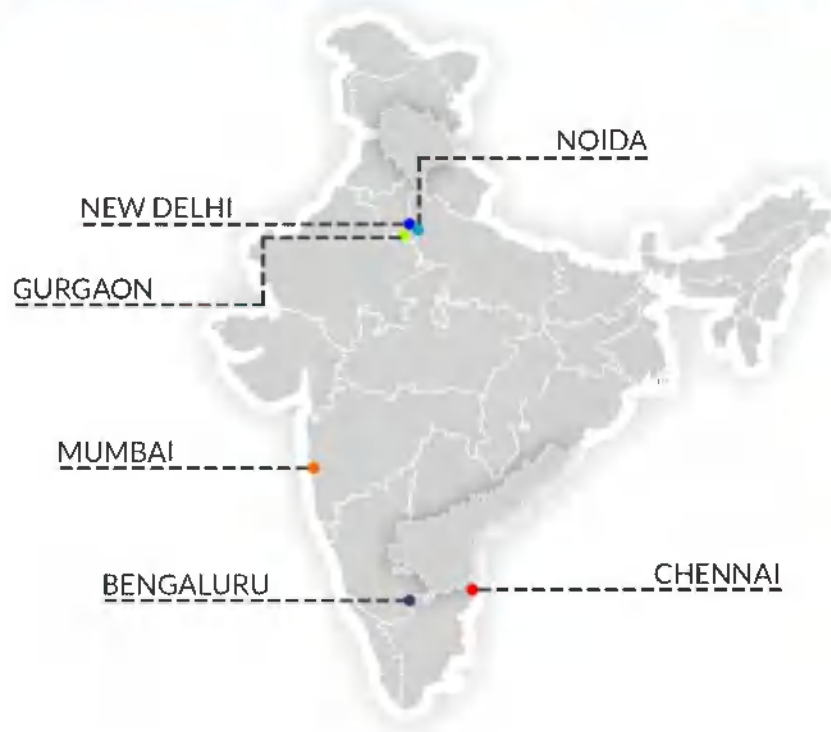 NOIDA
NEW DELHI
GURGAON
MUMBAI
CHENNAI
BENGALURU